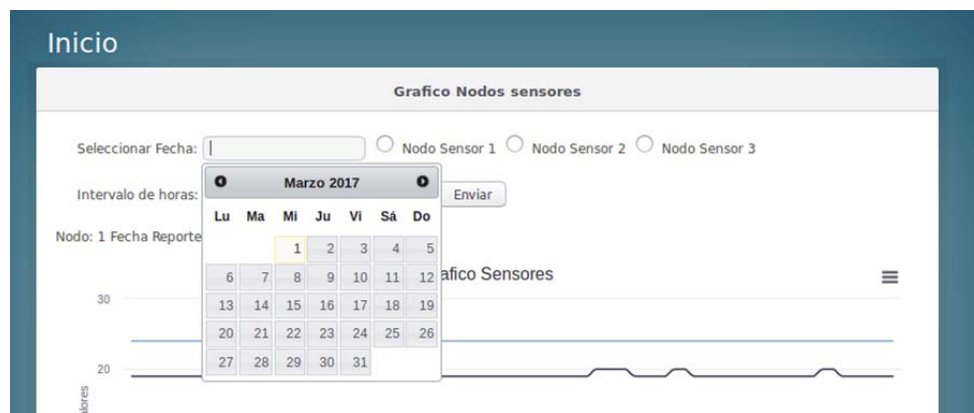 Inicio
Grafico Nodos sensores
Seleccionar Fecha: Nodo Sensor 1 Nodo Sensor 2 Nodo Sensor 3
Intervalo de horas: Enviar
Marzo 2017
Lu Ma Mi Ju Vi Sá Do
1 2 3 4 5
6 7 8 9 10 11 12
13 14 15 16 17 18 19
20 21 22 23 24 25 26
27 28 29 30 31
Nodo: 1 Fecha Reporte
afico Sensores
30
20
lores